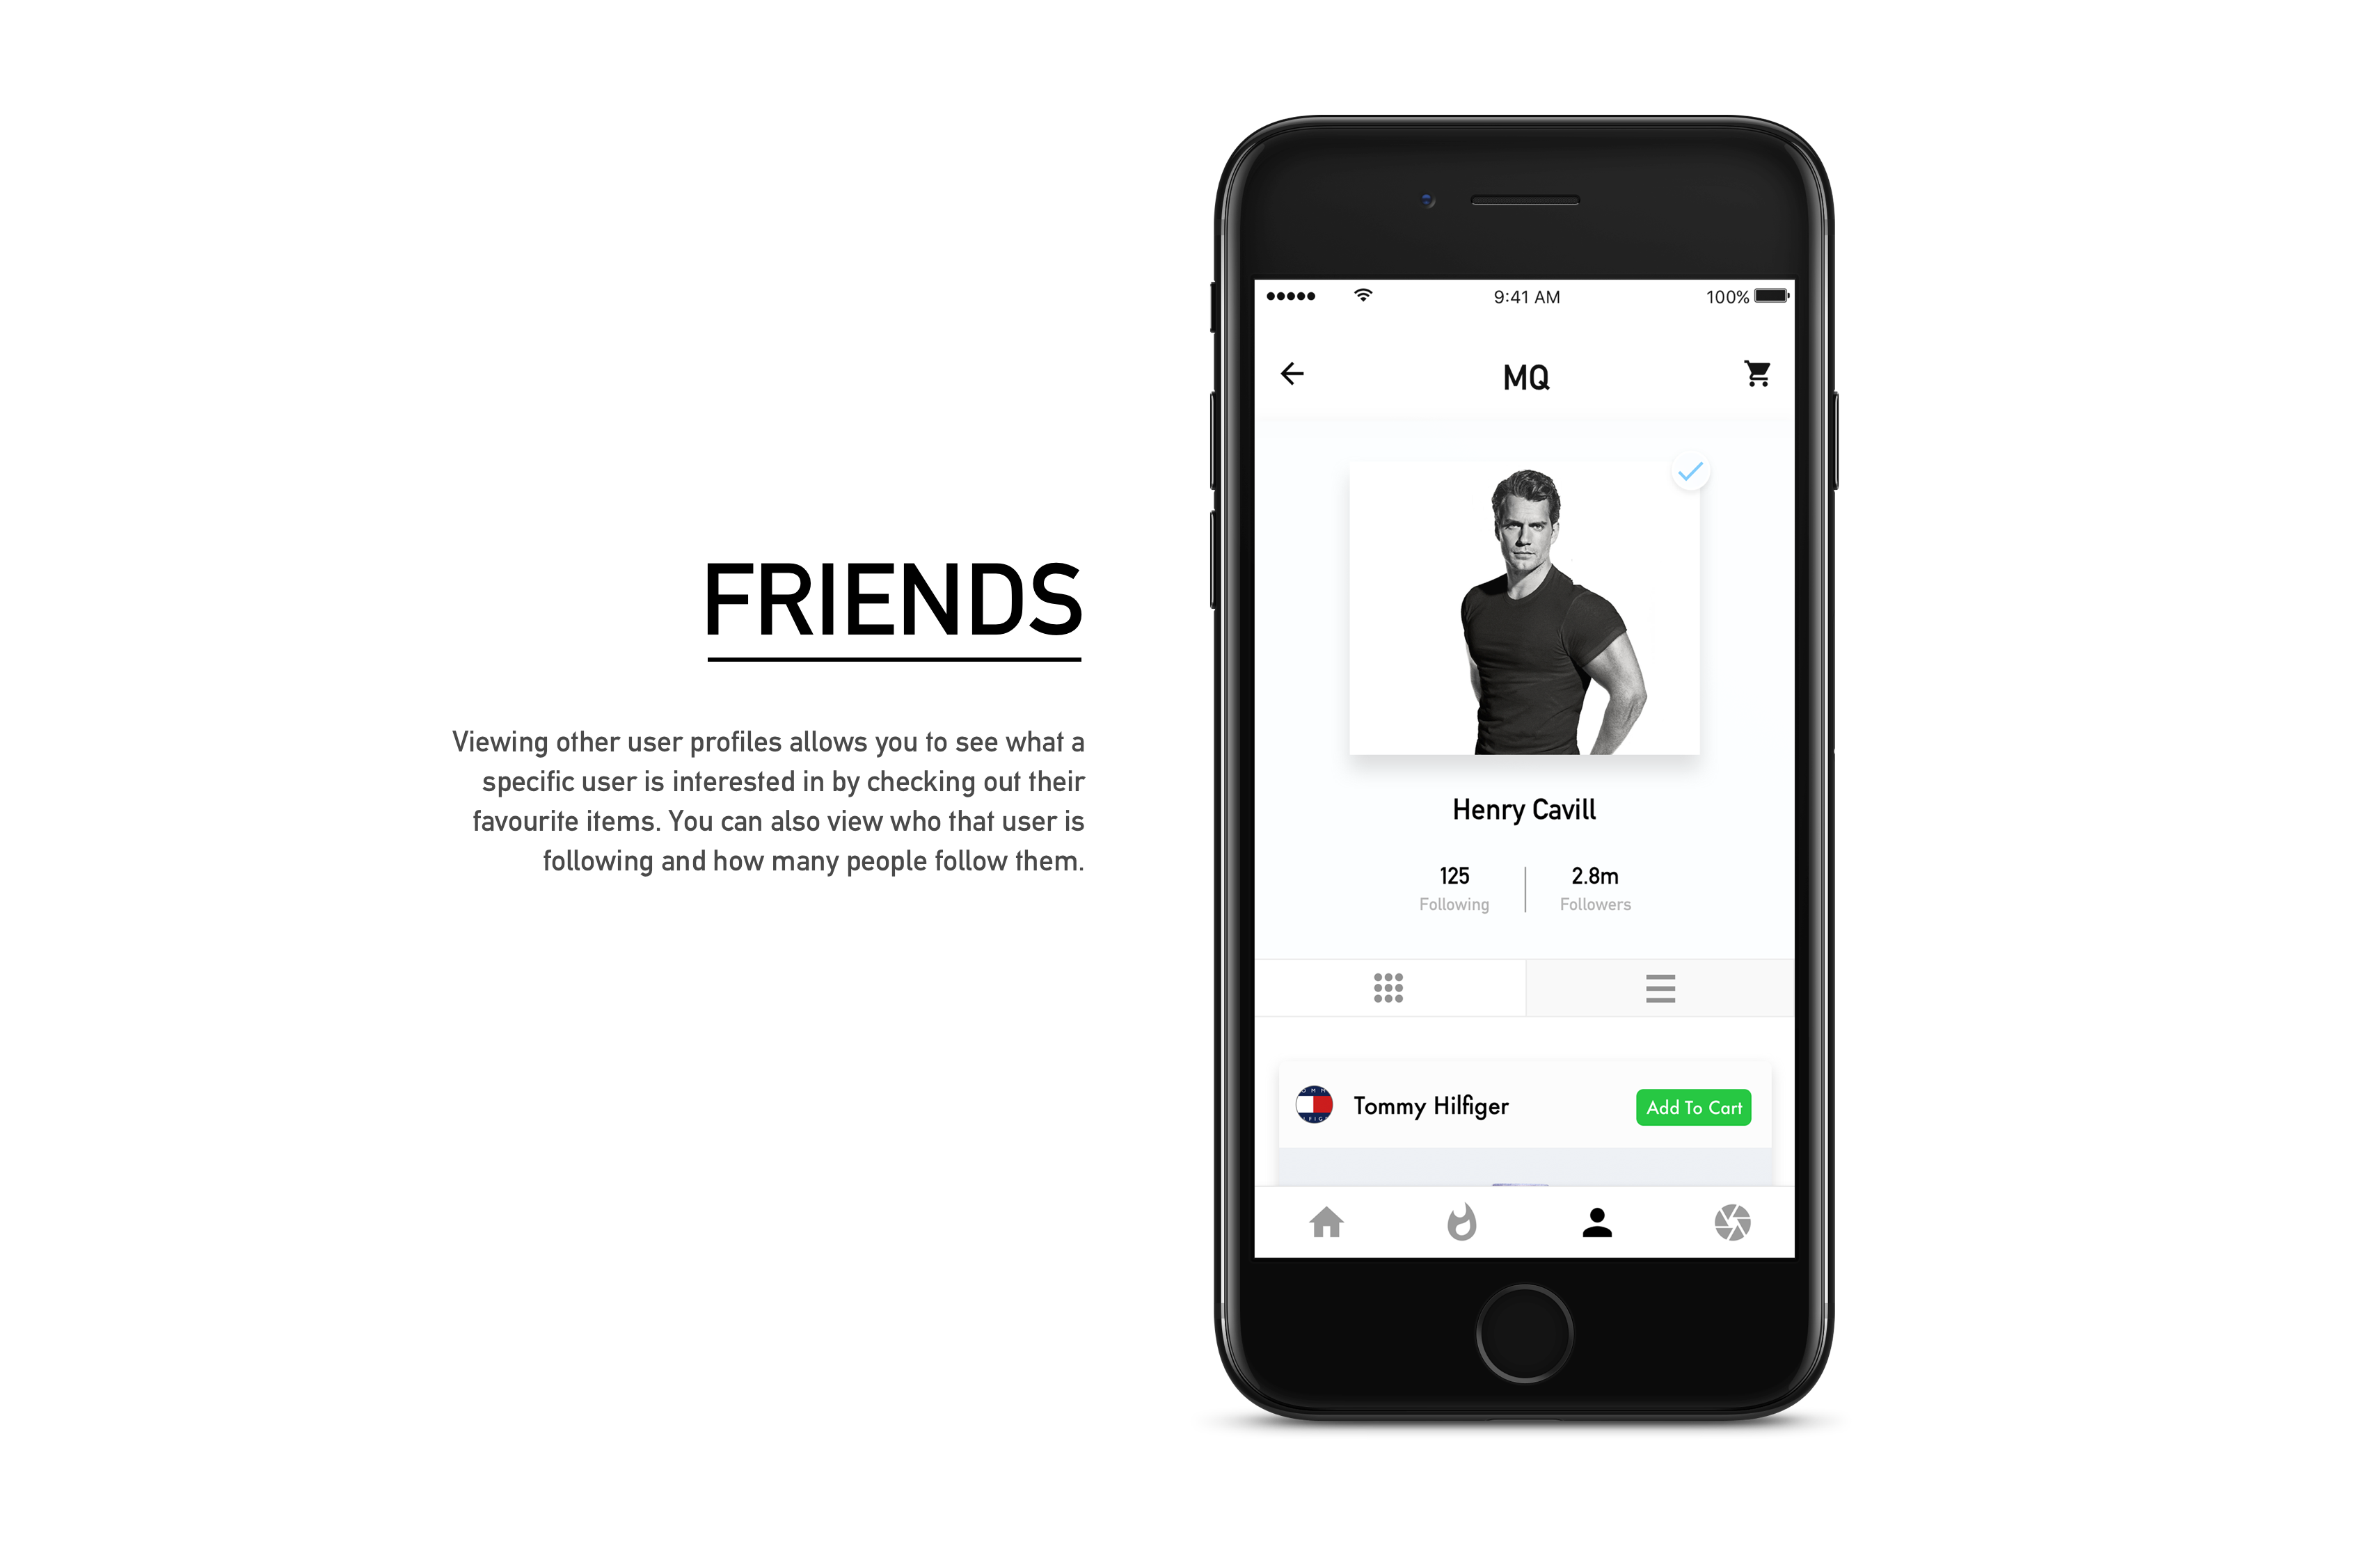 FRIENDS
Viewing other user profiles allows you to see what a
specific user is interested in by checking out their
favourite items. You can also view who that user is
following and how many people follow them.
9:41 AM
100%
MQ
Henry Cavill
125
Following
2.8m
Followers
Tommy Hilfiger
Add To Cart